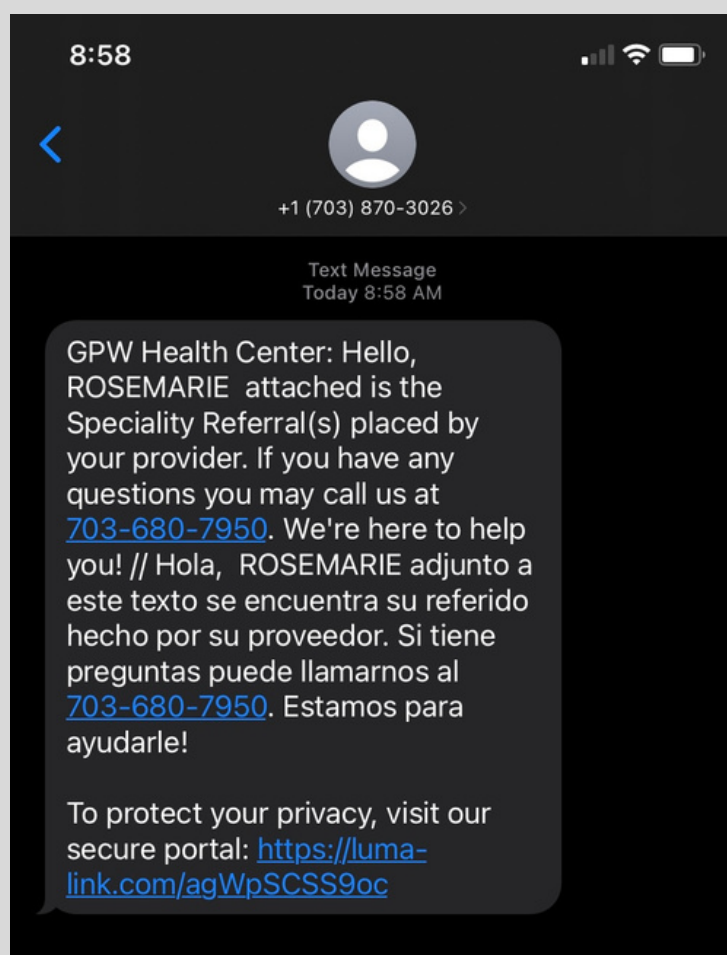 8:58
+1 (703) 870-3026 >
Text Message
Today 8:58 AM
GPW Health Center: Hello,
ROSEMARIE  attached is the
Speciality Referral(s) placed by
your provider. If you have any
questions you may call us at
703-680-7950. We're here to help
you! // Hola,  ROSEMARIE adjunto a
este texto se encuentra su referido
hecho por su proveedor. Si tiene
preguntas puede llamarnos al
703-680-7950. Estamos para
ayudarle!
To protect your privacy, visit our
secure portal: https://luma-
link.com/agWpSCSS9oc